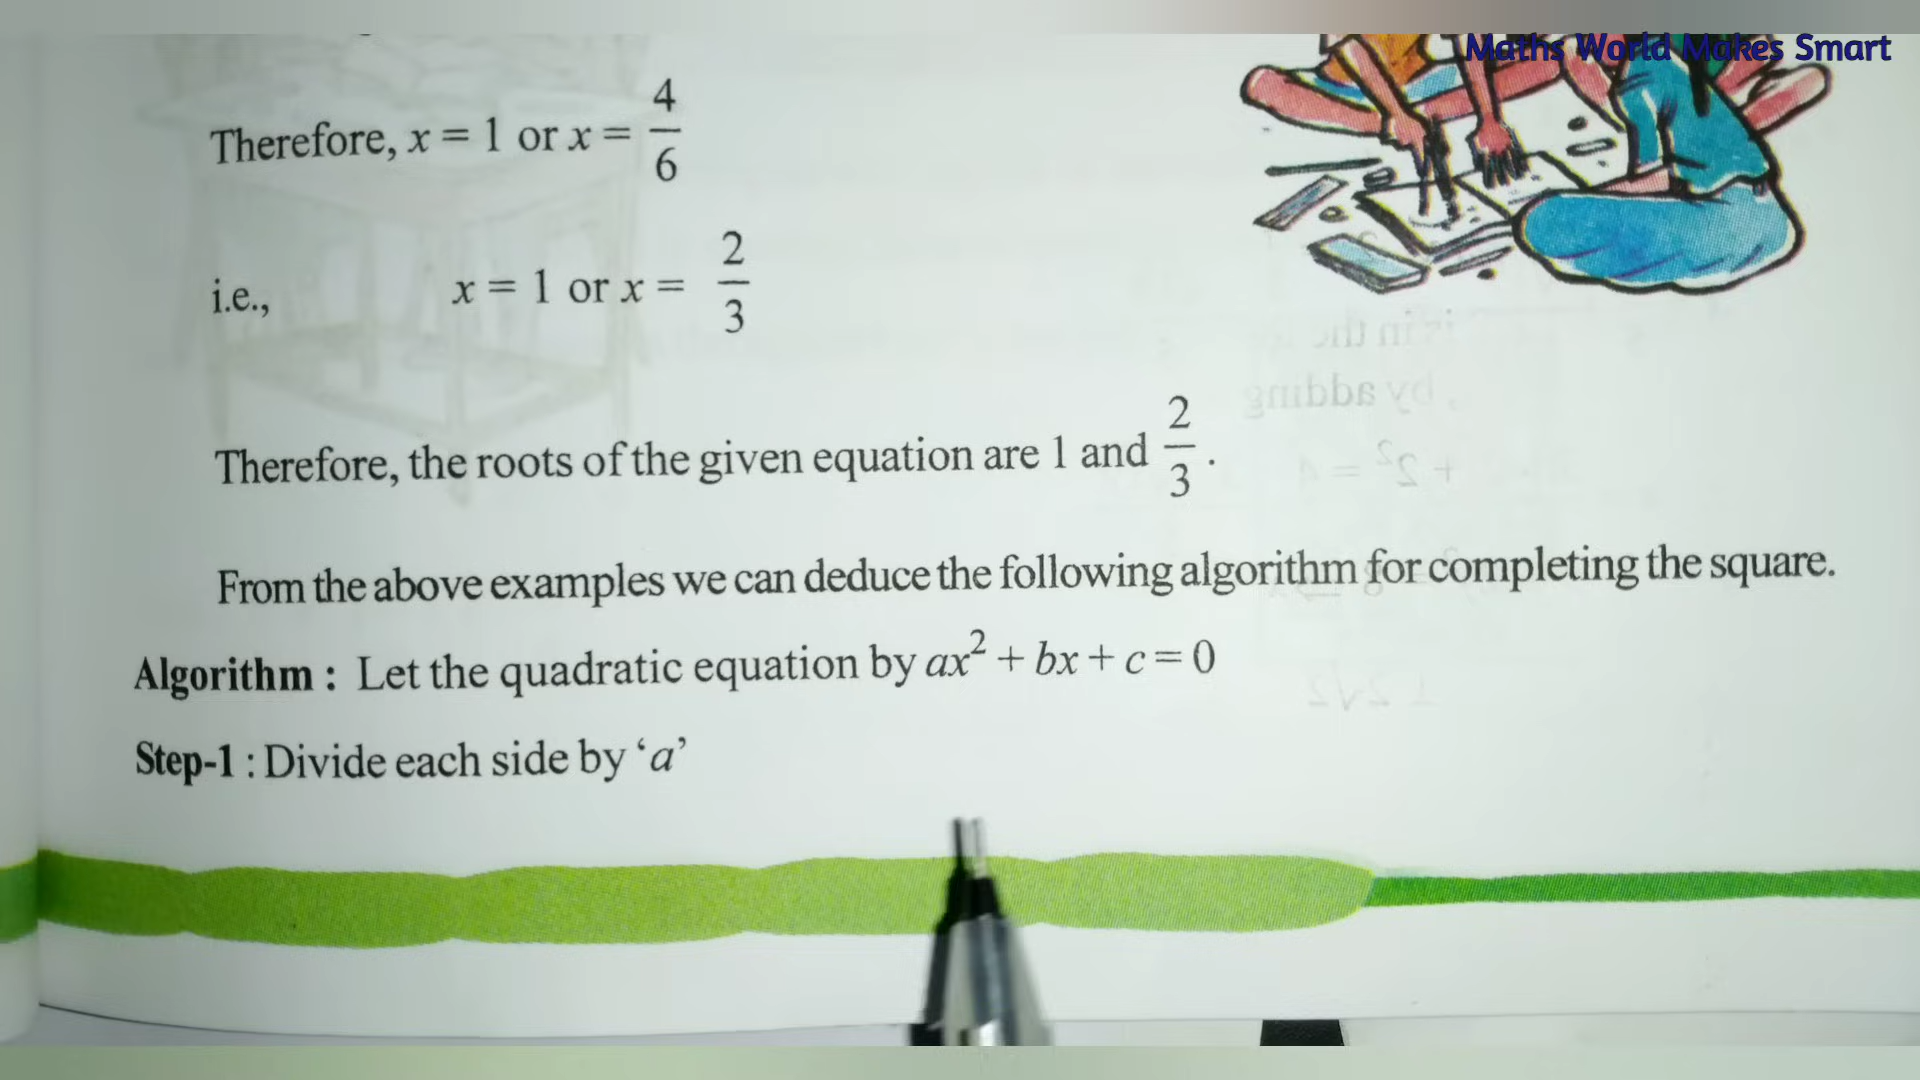 Maths World Makes Smart
Therefore, x = 1 or x = 4/6
i.e., x = 1 or x = 2/3
Therefore, the roots of the given equation are 1 and 2/3.
From the above examples we can deduce the following algorithm for completing the square.
Algorithm : Let the quadratic equation by ax² + bx + c = 0
Step-1 : Divide each side by ‘a’